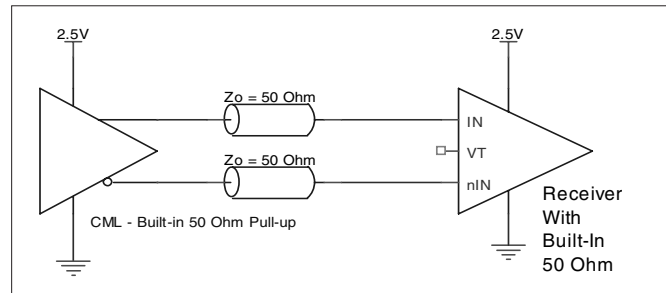 2.5V
2.5V
Zo = 50 Ohm
IN
VT
Zo = 50 Ohm
nIN
CML - Built-in 50 Ohm Pull-up
Receiver
With
Built-In
50 Ohm